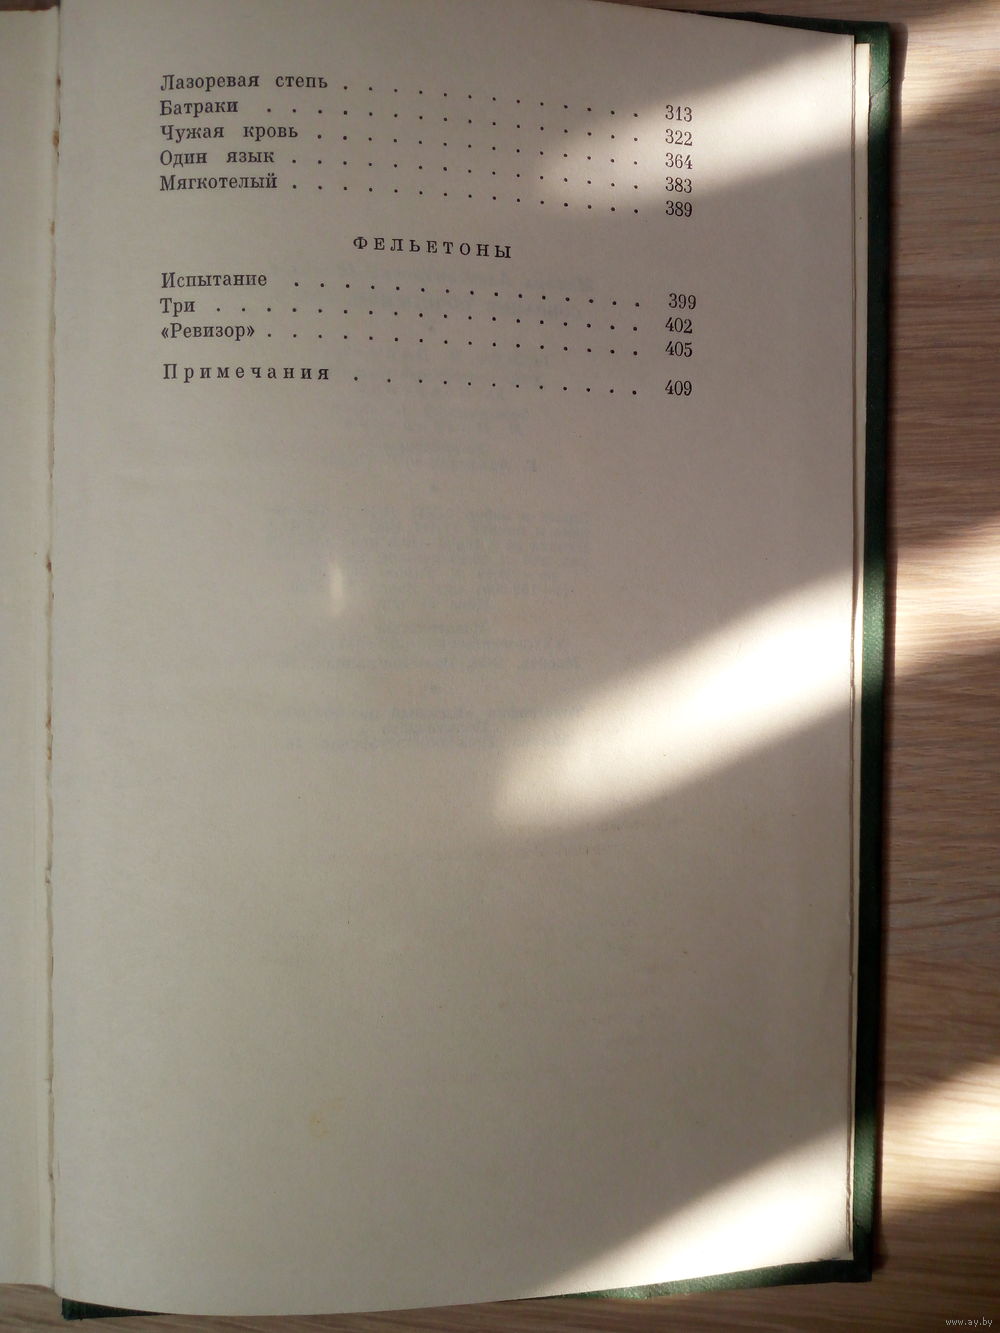 Лазоревая степь . . . . . . . . . . . . 313
Батраки . . . . . . . . . . . . . . . 322
Чужая кровь . . . . . . . . . . . . . 364
Один язык . . . . . . . . . . . . . . 383
Мягкотелый . . . . . . . . . . . . . . 389
ФЕЛЬЕТОНЫ
Испытание . . . . . . . . . . . . . . 399
Три . . . . . . . . . . . . . . . . . 402
«Ревизор» . . . . . . . . . . . . . . . 405
Примечания . . . . . . . . . . . . 409
www.ay.by